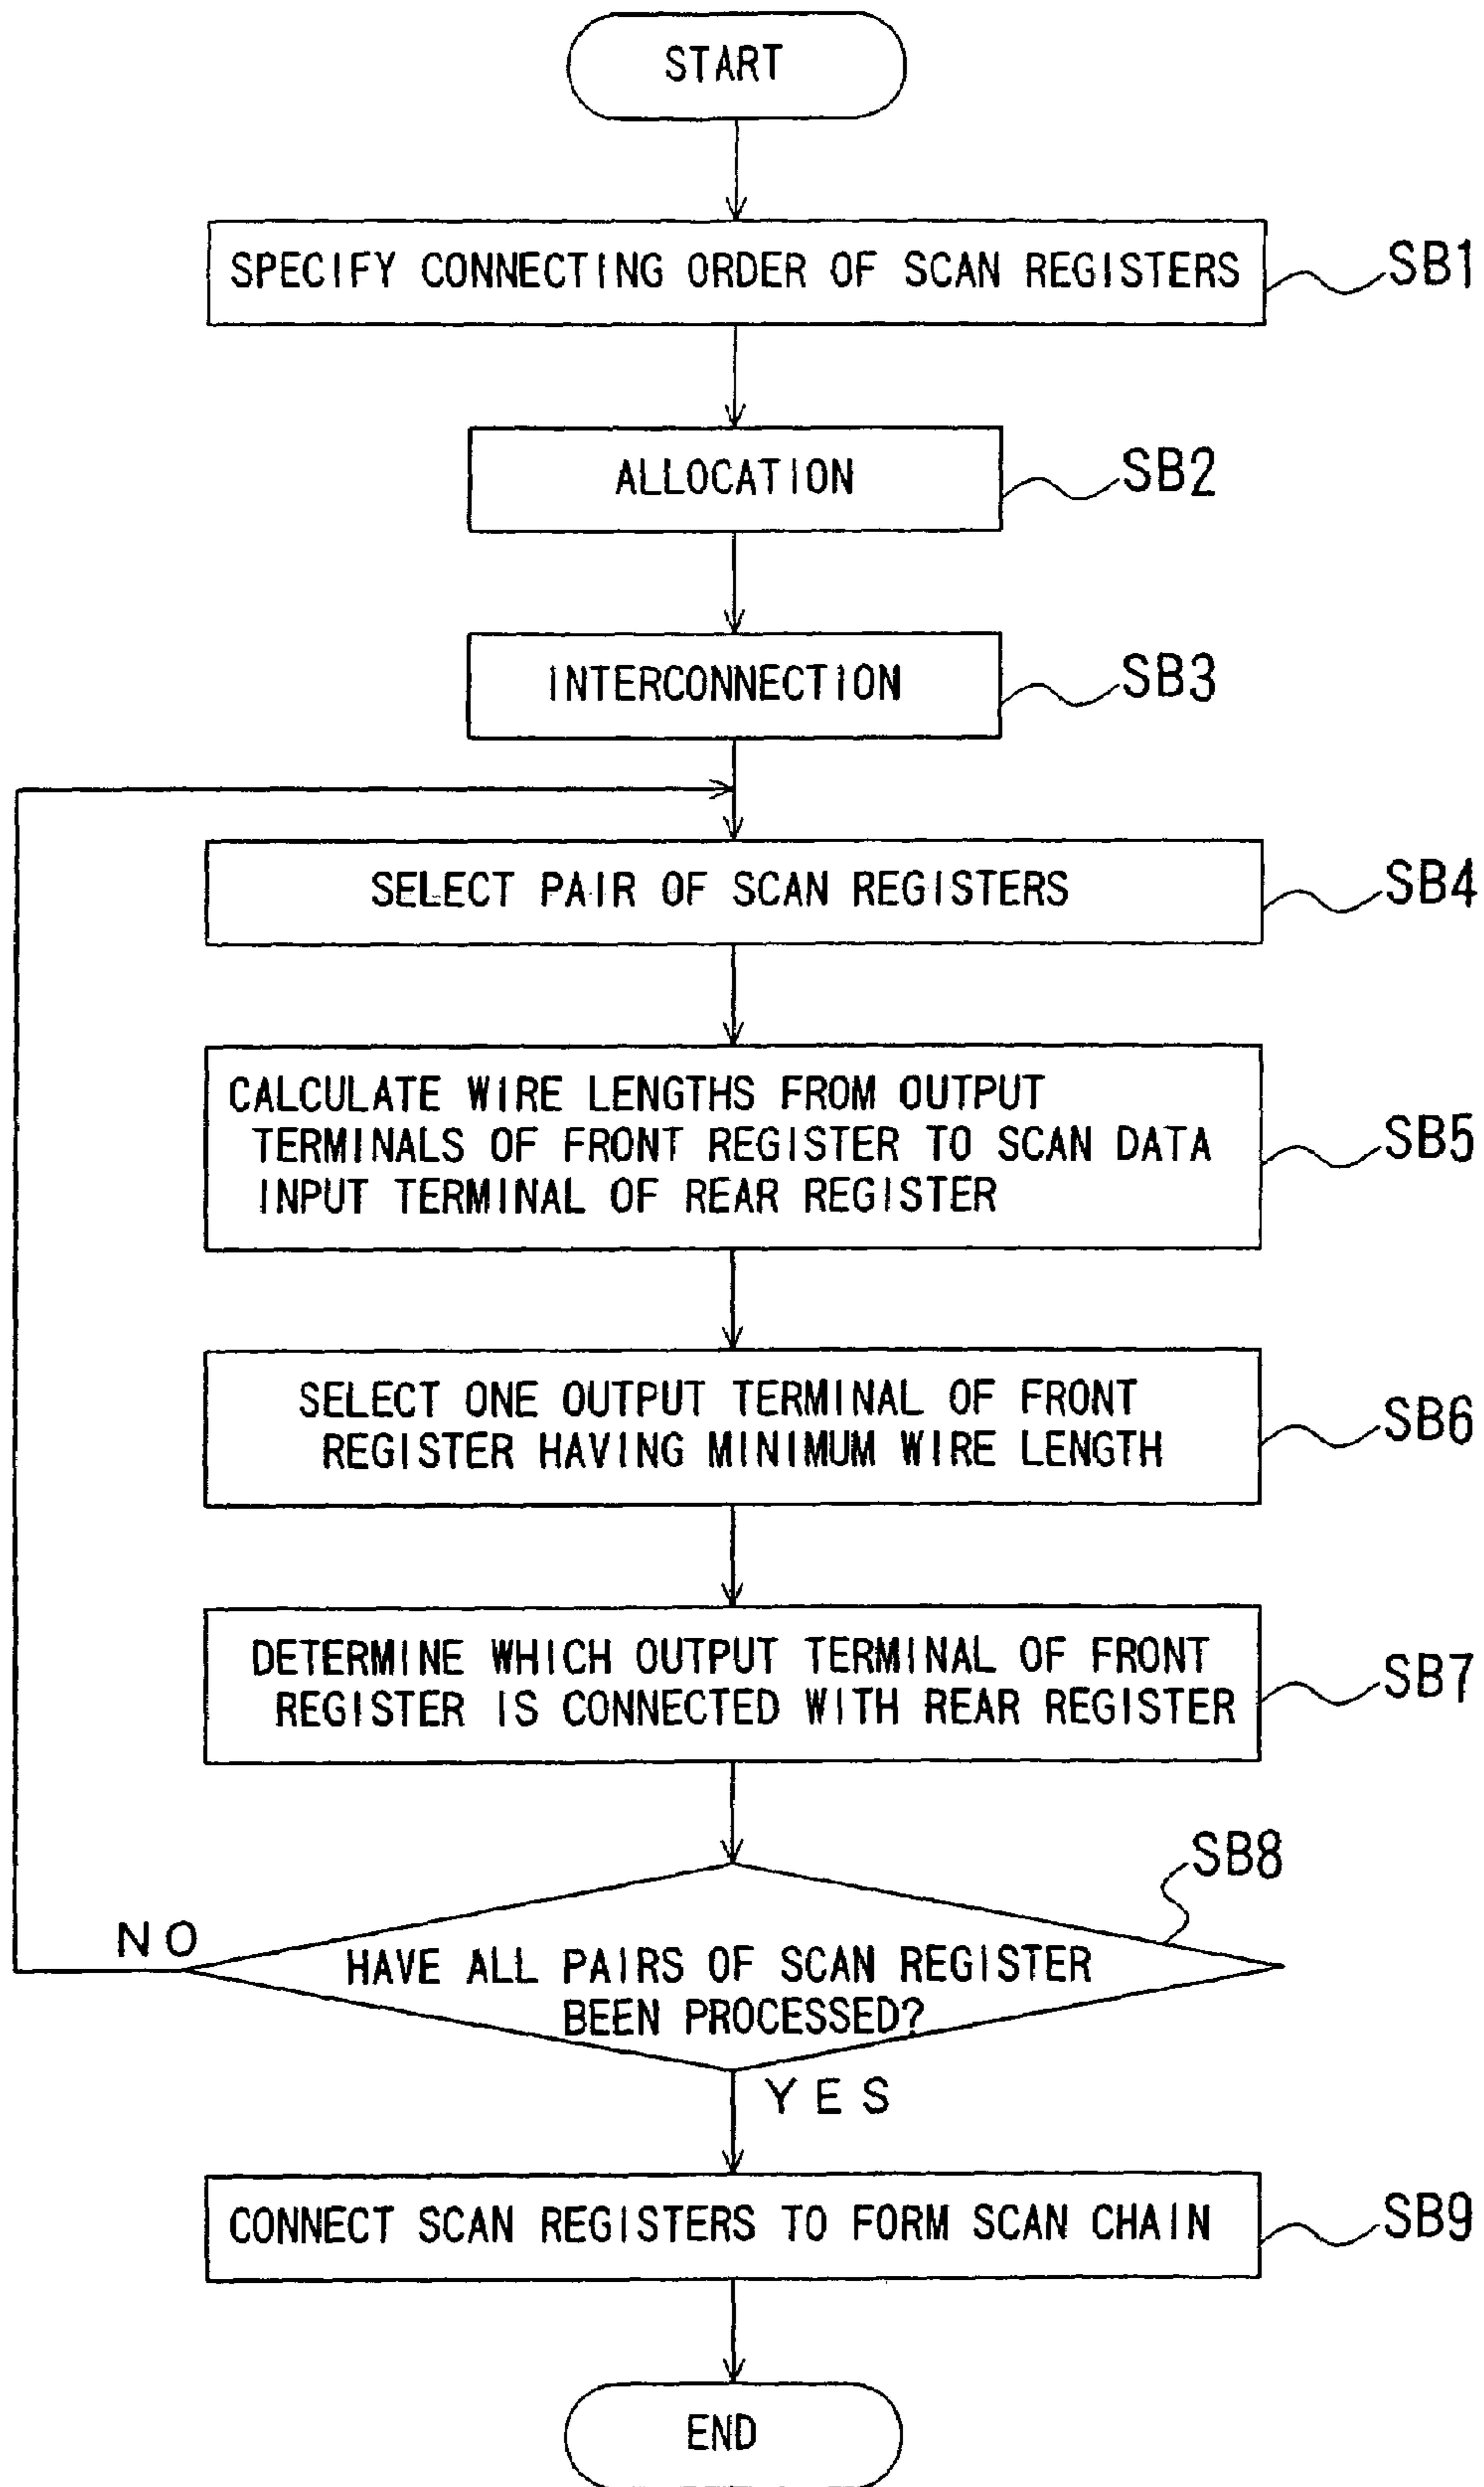 START
SPECIFY CONNECTING ORDER OF SCAN REGISTERS
SB1
ALLOCATION
SB2
INTERCONNECTION
SB3
SELECT PAIR OF SCAN REGISTERS
SB4
CALCULATE WIRE LENGTHS FROM OUTPUT
TERMINALS OF FRONT REGISTER TO SCAN DATA
INPUT TERMINAL OF REAR REGISTER
SB5
SELECT ONE OUTPUT TERMINAL OF FRONT
REGISTER HAVING MINIMUM WIRE LENGTH
SB6
DETERMINE WHICH OUTPUT TERMINAL OF FRONT
REGISTER IS CONNECTED WITH REAR REGISTER
SB7
SB8
NO
HAVE ALL PAIRS OF SCAN REGISTER
BEEN PROCESSED?
YES
CONNECT SCAN REGISTERS TO FORM SCAN CHAIN
SB9
END